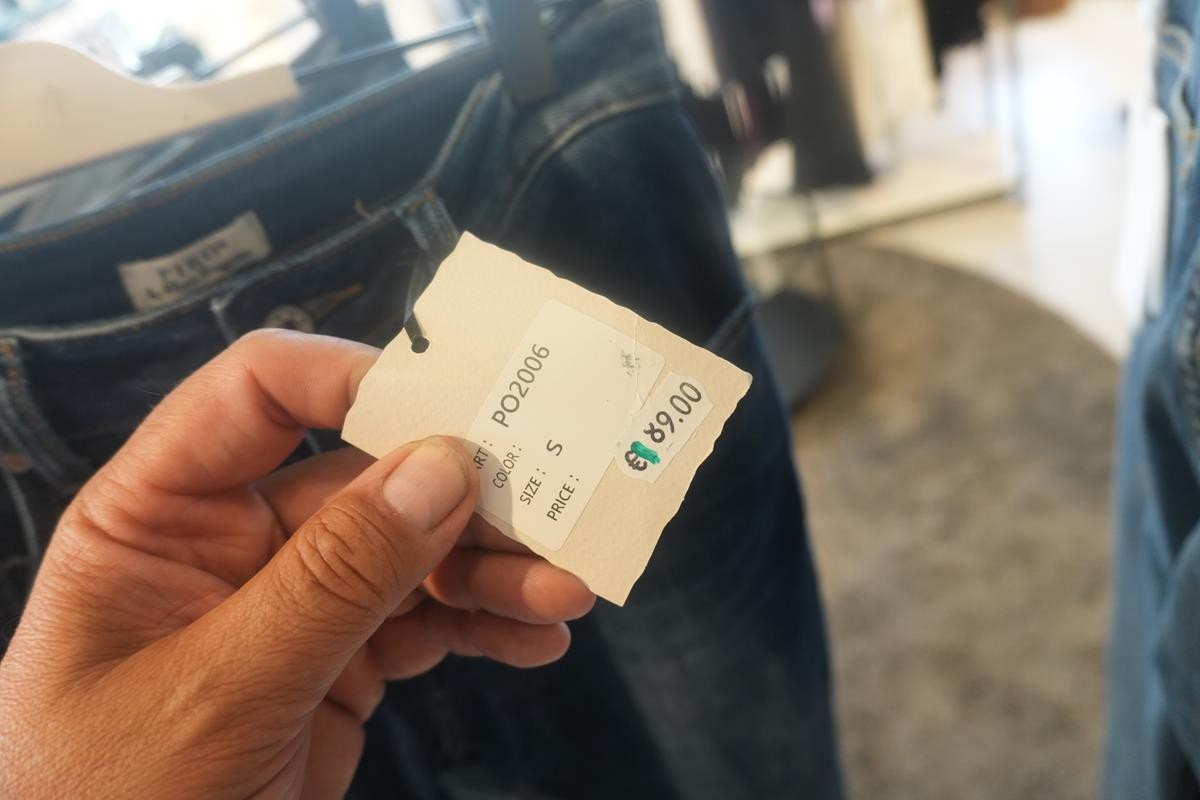 ART: PO2006
COLOR:
SIZE: S
PRICE:
€ 89.00